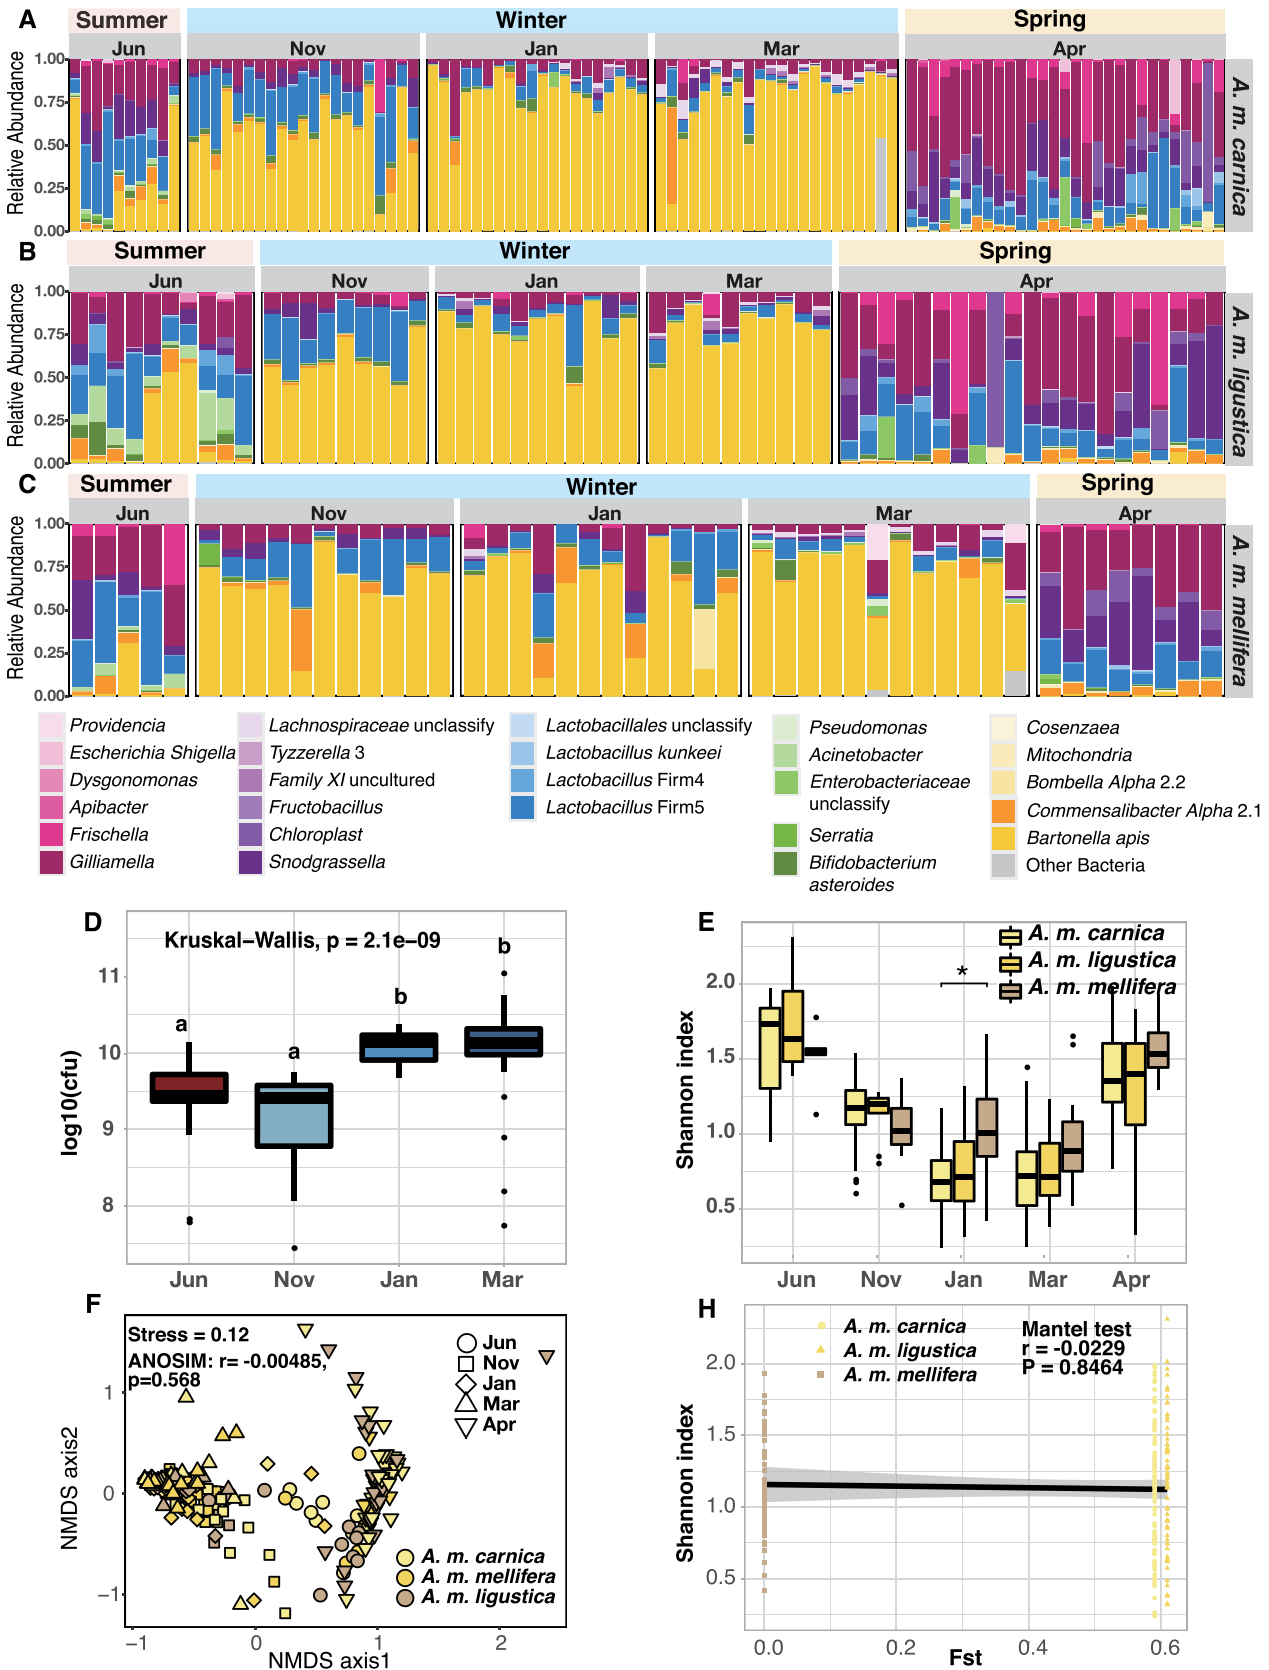 A
Summer
Winter
Spring
Jun
Nov
Jan
Mar
Apr
Relative Abundance
1.00
0.75
0.50
0.25
0.00
A. m. carnica
B
Summer
Winter
Spring
Jun
Nov
Jan
Mar
Apr
Relative Abundance
1.00
0.75
0.50
0.25
0.00
A. m. ligustica
C
Summer
Winter
Spring
Jun
Nov
Jan
Mar
Apr
Relative Abundance
1.00
0.75
0.50
0.25
0.00
A. m. mellifera
Providencia
Escherichia Shigella
Dysgonomonas
Apibacter
Frischella
Gilliamella
Lachnospiraceae unclassify
Tyzzerella 3
Family XI uncultured
Fructobacillus
Chloroplast
Snodgrassella
Lactobacillales unclassify
Lactobacillus kunkeei
Lactobacillus Firm4
Lactobacillus Firm5
Pseudomonas
Acinetobacter
Enterobacteriaceae
unclassify
Serratia
Bifidobacterium
asteroides
Cosenzaea
Mitochondria
Bombella Alpha 2.2
Commensalibacter Alpha 2.1
Bartonella apis
Other Bacteria
D
Kruskal–Wallis, p = 2.1e–09
log10(cfu)
11
10
9
8
a
a
b
b
Jun
Nov
Jan
Mar
E
A. m. carnica
A. m. ligustica
A. m. mellifera
*
Shannon index
2.0
1.5
1.0
0.5
Jun
Nov
Jan
Mar
Apr
F
Stress = 0.12
ANOSIM: r= -0.00485,
p=0.568
Jun
Nov
Jan
Mar
Apr
A. m. carnica
A. m. mellifera
A. m. ligustica
NMDS axis2
1
0
−1
−1
0
1
2
NMDS axis1
H
A. m. carnica
A. m. ligustica
A. m. mellifera
Mantel test
r = -0.0229
P = 0.8464
Shannon index
2.0
1.5
1.0
0.5
0.0
0.2
0.4
0.6
Fst